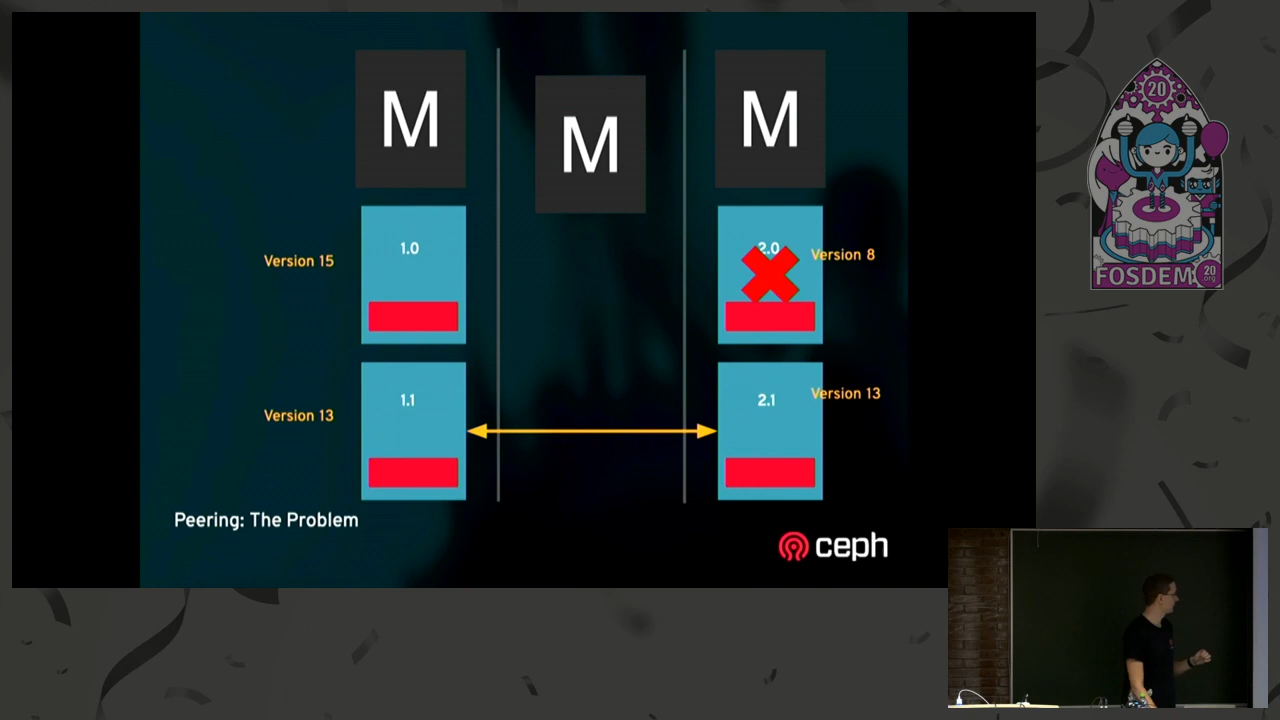 M
M
M
Version 15
1.0
2.0
Version 8
Version 13
1.1
2.1
Version 13
Peering: The Problem
ceph
20
FOSDEM
20
.org